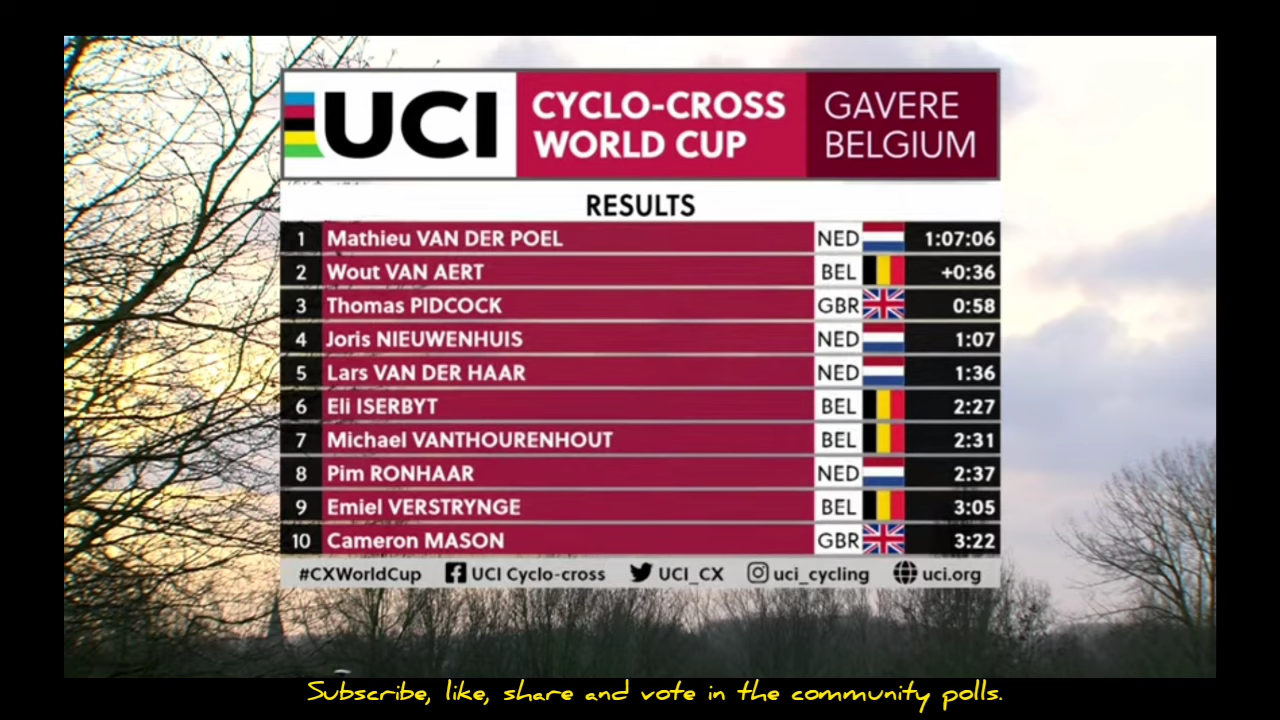 UCI
CYCLO-CROSS
WORLD CUP
GAVERE
BELGIUM
RESULTS
1 Mathieu VAN DER POEL NED 1:07:06
2 Wout VAN AERT BEL +0:36
3 Thomas PIDCOCK GBR 0:58
4 Joris NIEUWENHUIS NED 1:07
5 Lars VAN DER HAAR NED 1:36
6 Eli ISERBYT BEL 2:27
7 Michael VANTHOURENHOUT BEL 2:31
8 Pim RONHAAR NED 2:37
9 Emiel VERSTRYNGE BEL 3:05
10 Cameron MASON GBR 3:22
#CXWorldCup UCI Cyclo-cross UCI_CX uci_cycling uci.org
Subscribe, like, share and vote in the community polls.